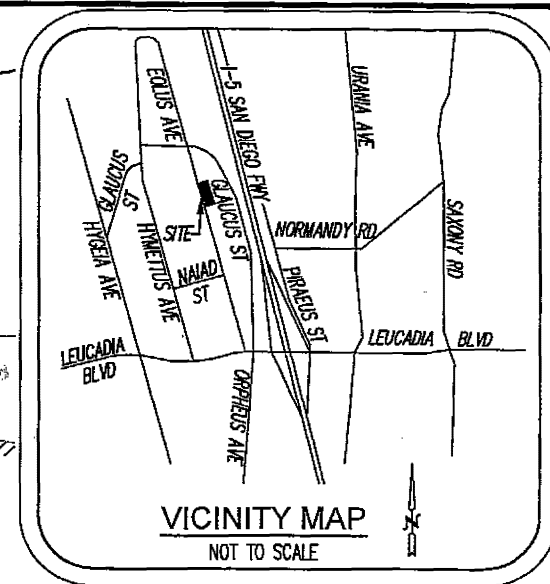 EOLUS AVE
I-5 SAN DIEGO FWY
URANIA AVE
GLAUCUS
ST
GLAUCUS ST
SITE
NORMANDY RD
SAXONY RD
HYGEIA AVE
HYMETTUS AVE
NAIAD
ST
PIRAEUS ST
LEUCADIA
BLVD
LEUCADIA BLVD
ORPHEUS AVE
VICINITY MAP
NOT TO SCALE
N